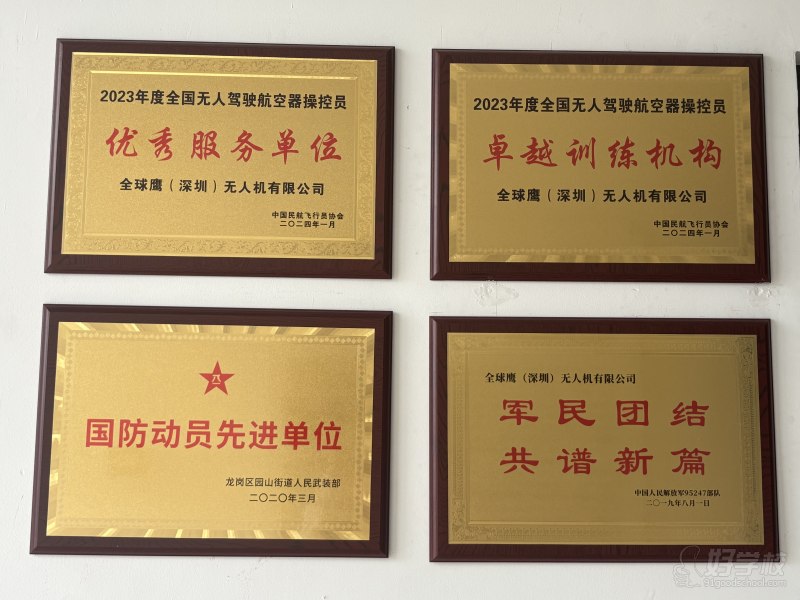 2023年度全国无人驾驶航空器操控员
优秀服务单位
全球鹰（深圳）无人机有限公司
中国民航飞行员协会
二〇二四年一月
2023年度全国无人驾驶航空器操控员
卓越训练机构
全球鹰（深圳）无人机有限公司
中国民航飞行员协会
二〇二四年一月
八一
国防动员先进单位
龙岗区园山街道人民武装部
二〇二〇年三月
全球鹰（深圳）无人机有限公司
军民团结
共谱新篇
中国人民解放军95247部队
二〇一九年八月一日
好学校
91goodschool.com